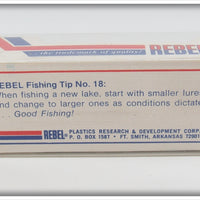 ...the trademark of quality!
REBEL
REBEL Fishing Tip No. 18:
When fishing a new lake, start with smaller lures
and change to larger ones as conditions dictate
... Good Fishing!
REBEL® PLASTICS RESEARCH & DEVELOPMENT CORP.
P. O. BOX 1587 • FT. SMITH, ARKANSAS 72901